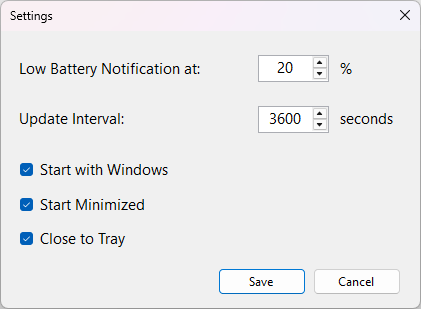 Settings
Low Battery Notification at: 20 %
Update Interval: 3600 seconds
Start with Windows
Start Minimized
Close to Tray
Save Cancel